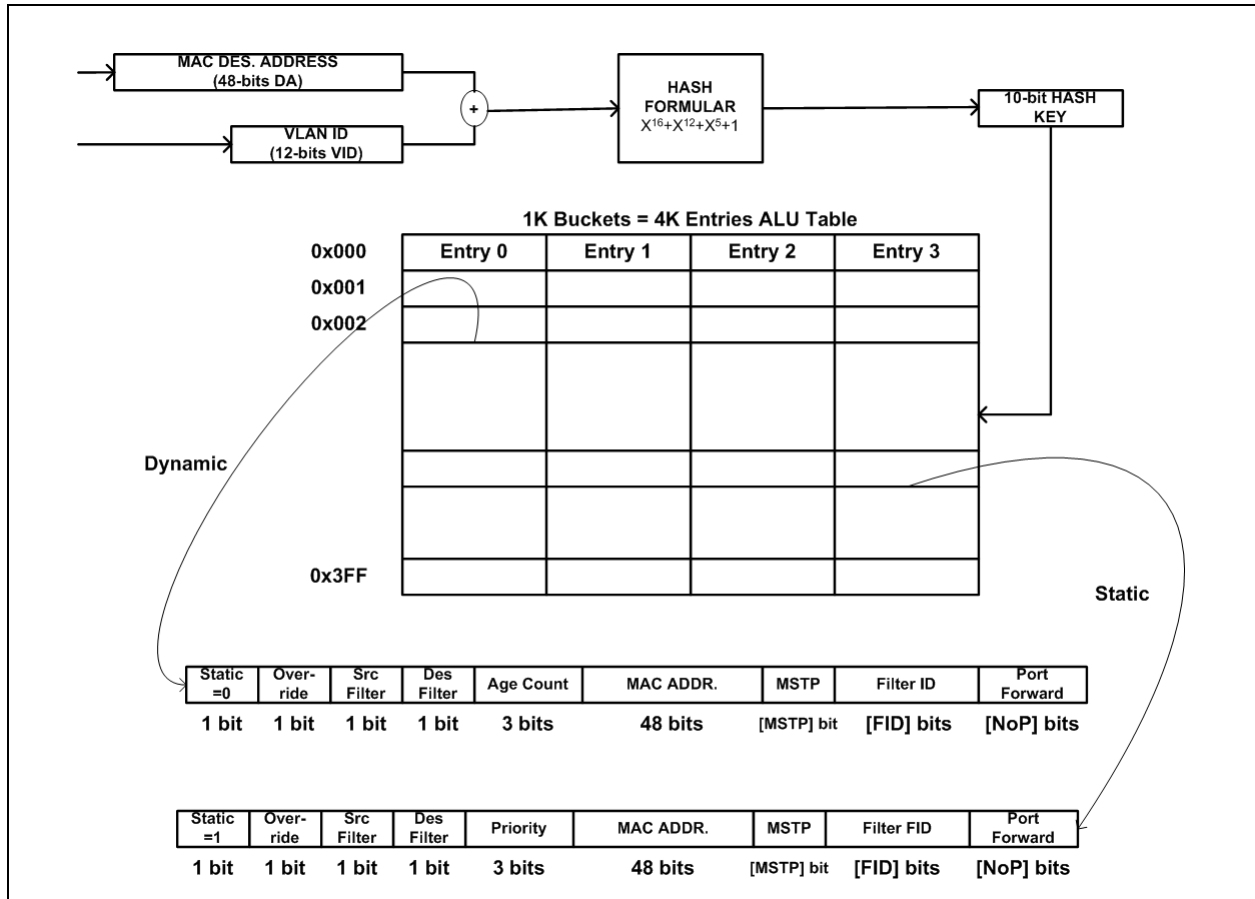 MAC DES. ADDRESS
(48-bits DA)
VLAN ID
(12-bits VID)
+
HASH
FORMULAR
X¹⁶+X¹²+X⁵+1
10-bit HASH
KEY
1K Buckets = 4K Entries ALU Table
0x000 Entry 0 Entry 1 Entry 2 Entry 3
0x001
0x002
Dynamic
0x3FF
Static
Static
=0
Over-
ride
Src
Filter
Des
Filter
Age Count
MAC ADDR.
MSTP
Filter ID
Port
Forward
1 bit 1 bit 1 bit 1 bit 3 bits 48 bits [MSTP] bit [FID] bits [NoP] bits
Static
=1
Over-
ride
Src
Filter
Des
Filter
Priority
MAC ADDR.
MSTP
Filter FID
Port
Forward
1 bit 1 bit 1 bit 1 bit 3 bits 48 bits [MSTP] bit [FID] bits [NoP] bits